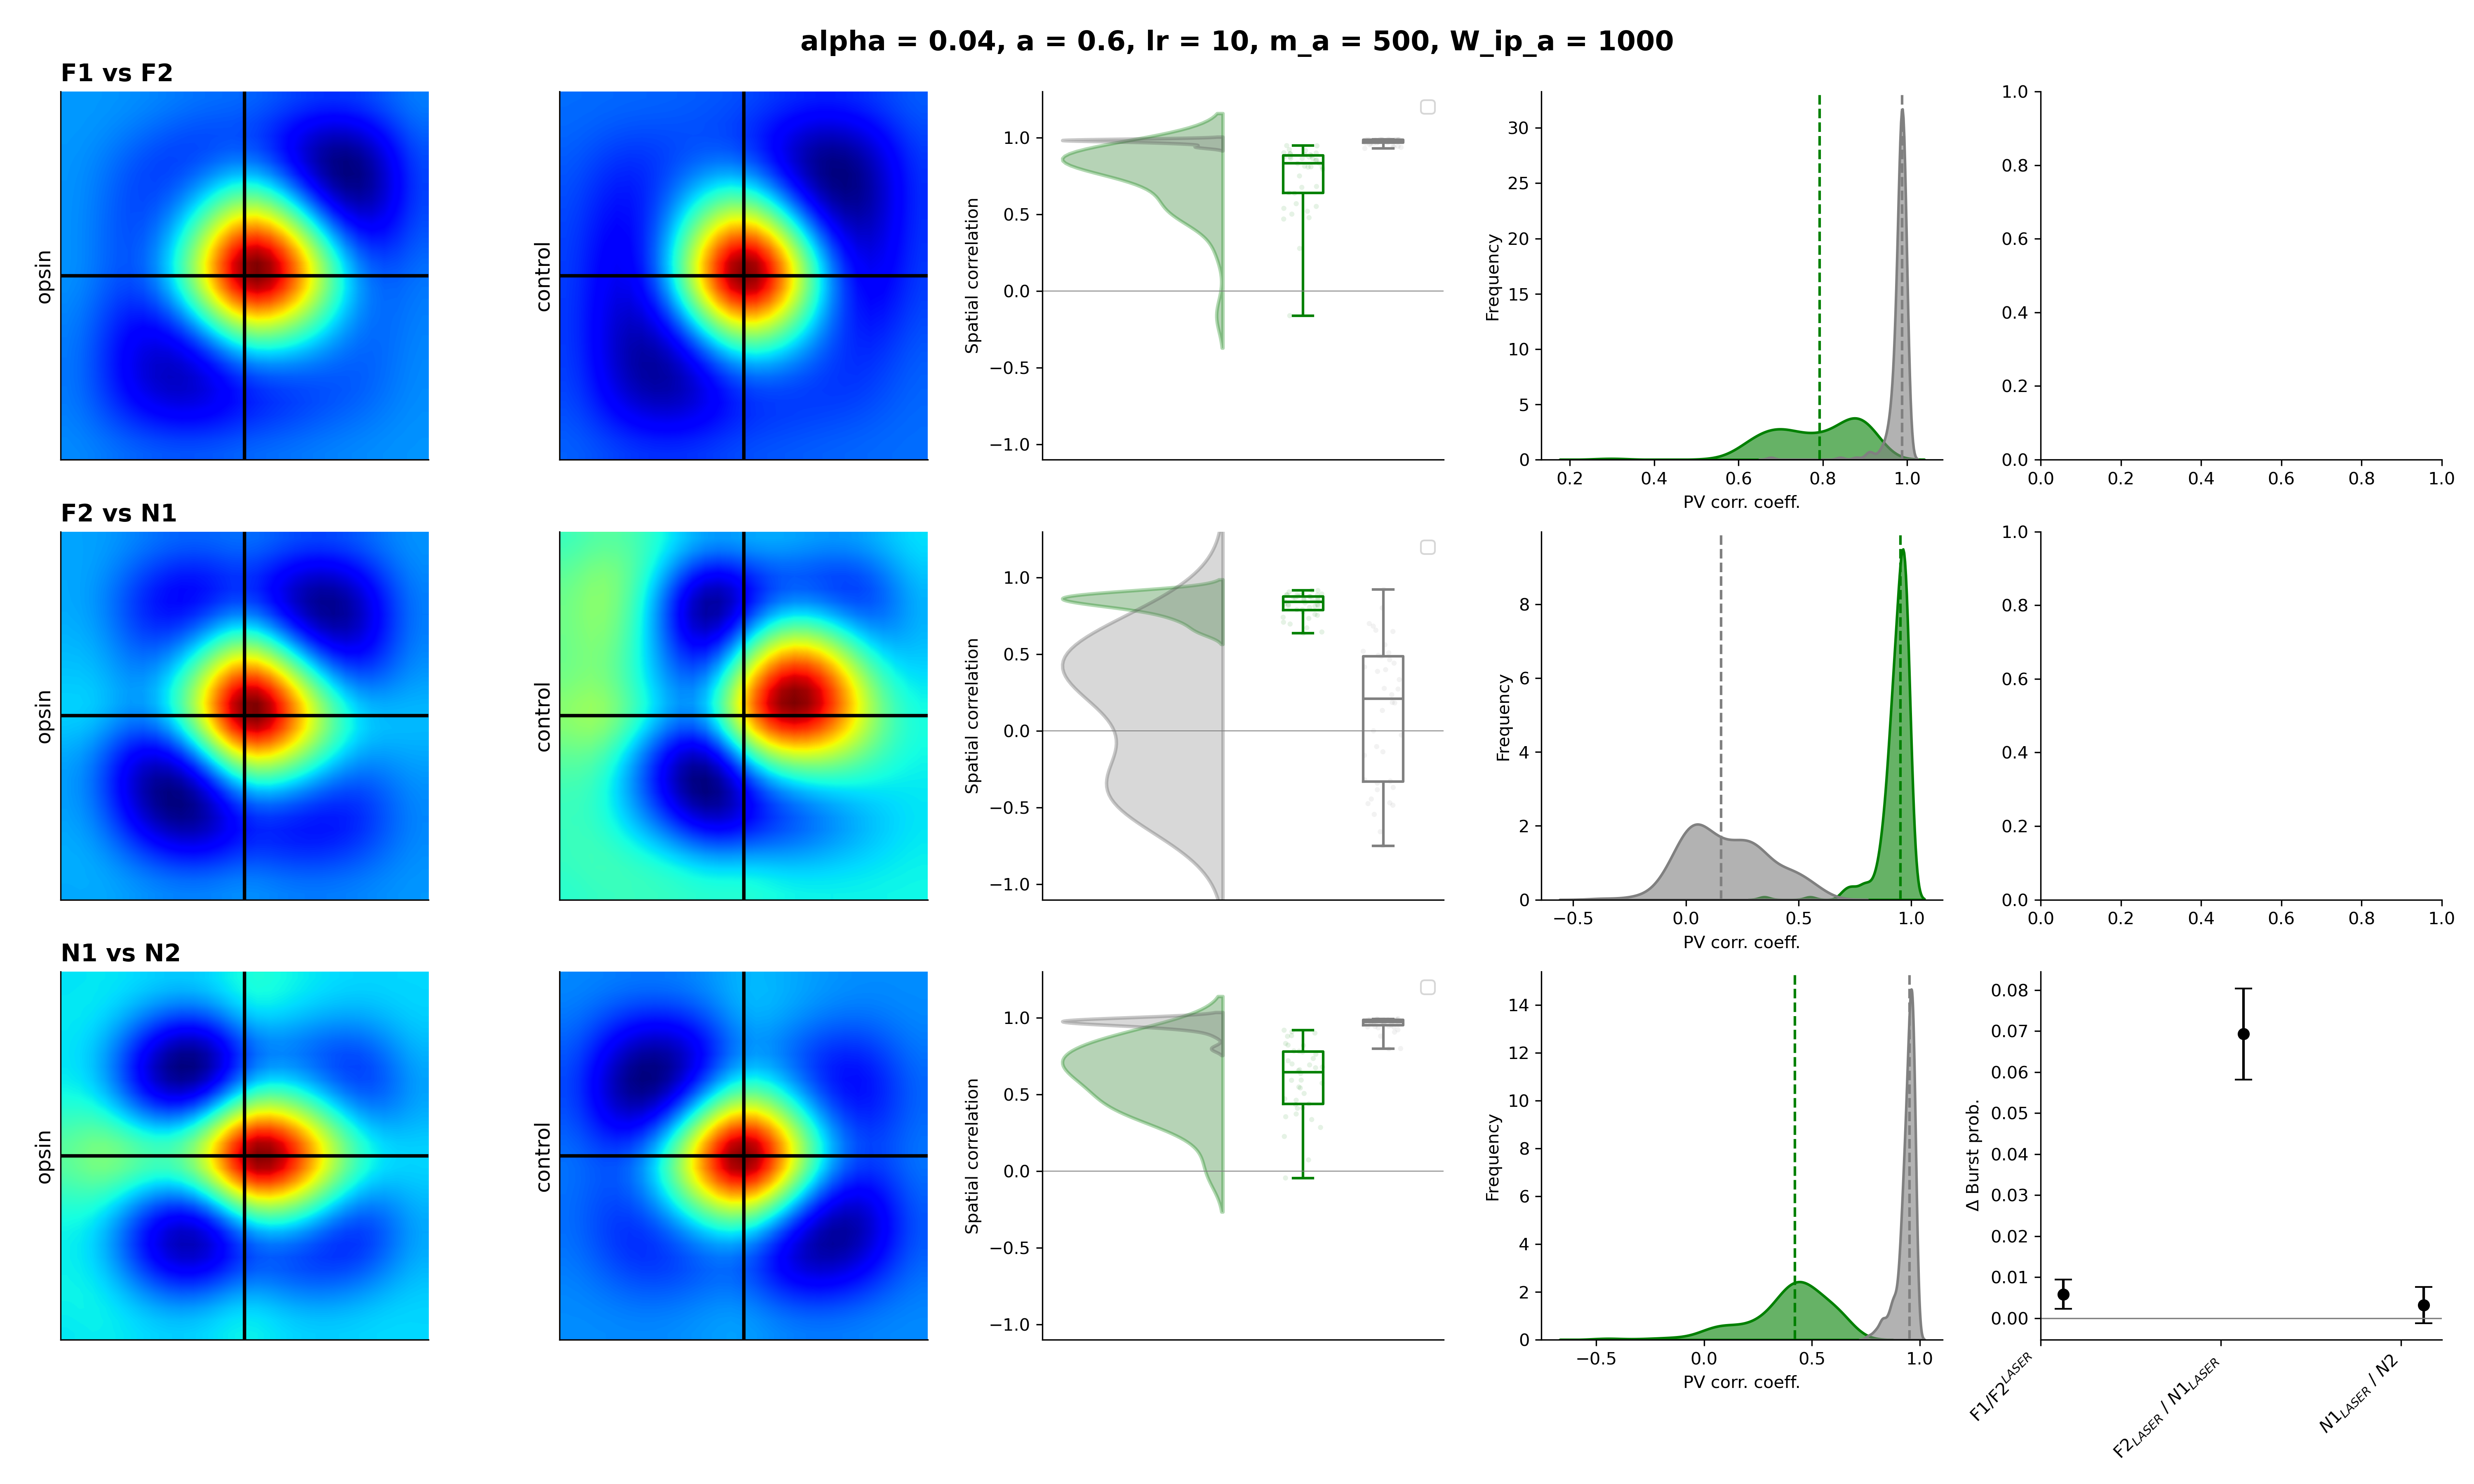 alpha = 0.04, a = 0.6, lr = 10, m_a = 500, W_ip_a = 1000
F1 vs F2
opsin
control
Spatial correlation
1.0
0.5
0.0
−0.5
−1.0
Frequency
30
25
20
15
10
5
0
0.2 0.4 0.6 0.8 1.0
PV corr. coeff.
1.0
0.8
0.6
0.4
0.2
0.0
0.0 0.2 0.4 0.6 0.8 1.0
F2 vs N1
opsin
control
Spatial correlation
1.0
0.5
0.0
−0.5
−1.0
Frequency
8
6
4
2
0
−0.5 0.0 0.5 1.0
PV corr. coeff.
1.0
0.8
0.6
0.4
0.2
0.0
0.0 0.2 0.4 0.6 0.8 1.0
N1 vs N2
opsin
control
Spatial correlation
1.0
0.5
0.0
−0.5
−1.0
Frequency
14
12
10
8
6
4
2
0
−0.5 0.0 0.5 1.0
PV corr. coeff.
Δ Burst prob.
0.08
0.07
0.06
0.05
0.04
0.03
0.02
0.01
0.00
F1/F2^LASER
F2_LASER / N1_LASER
N1_LASER / N2